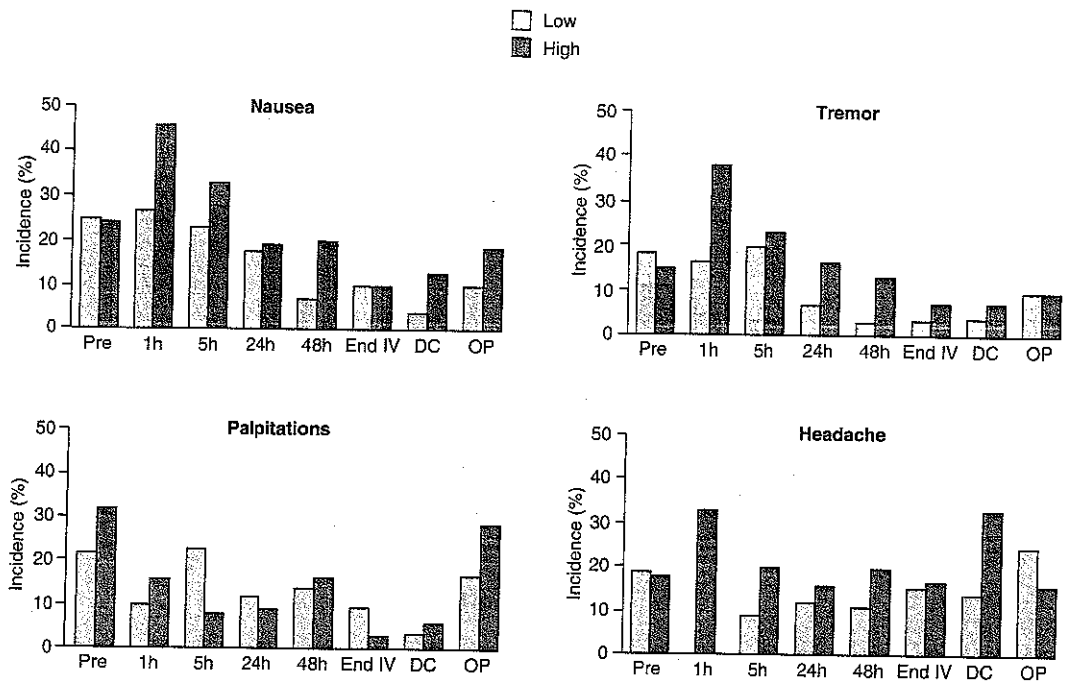 Low
High
Nausea
Incidence (%)
50
40
30
20
10
0
Pre 1h 5h 24h 48h End IV DC OP
Tremor
Incidence (%)
50
40
30
20
10
0
Pre 1h 5h 24h 48h End IV DC OP
Palpitations
Incidence (%)
50
40
30
20
10
0
Pre 1h 5h 24h 48h End IV DC OP
Headache
Incidence (%)
50
40
30
20
10
0
Pre 1h 5h 24h 48h End IV DC OP